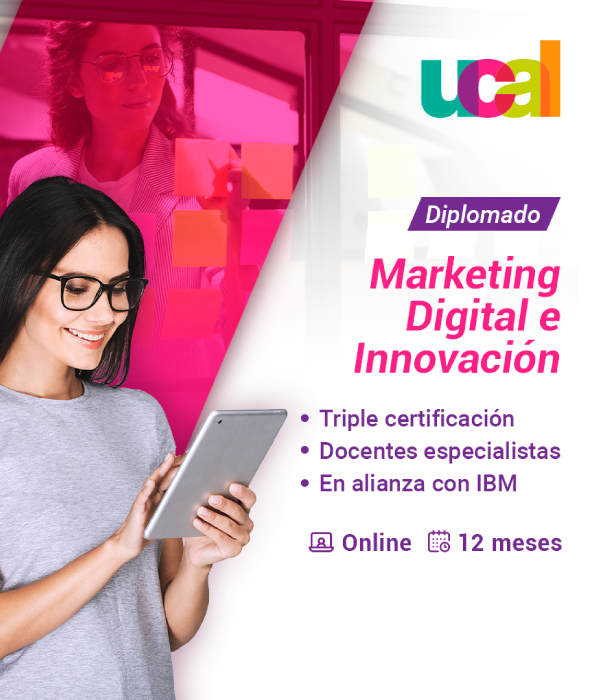 ucal
Diplomado
Marketing
Digital e
Innovación
• Triple certificación
• Docentes especialistas
• En alianza con IBM
Online 12 meses